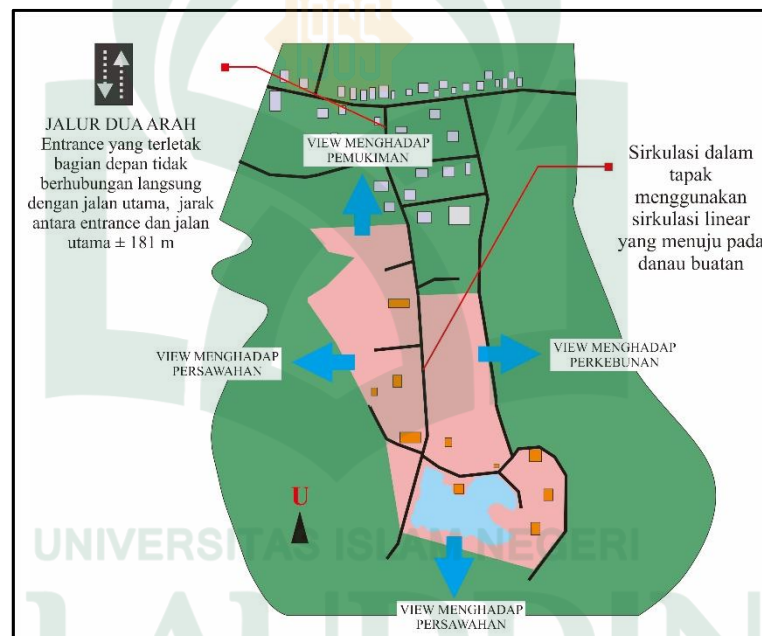 JALUR DUA ARAH
Entrance yang terletak
bagian depan tidak
berhubungan langsung
dengan jalan utama, jarak
antara entrance dan jalan
utama ± 181 m
VIEW MENGHADAP
PEMUKIMAN
Sirkulasi dalam
tapak
menggunakan
sirkulasi linear
yang menuju pada
danau buatan
VIEW MENGHADAP
PERSAWAHAN
VIEW MENGHADAP
PERKEBUNAN
U
UNIVERSITAS ISLAM NEGERI
VIEW MENGHADAP
PERSAWAHAN